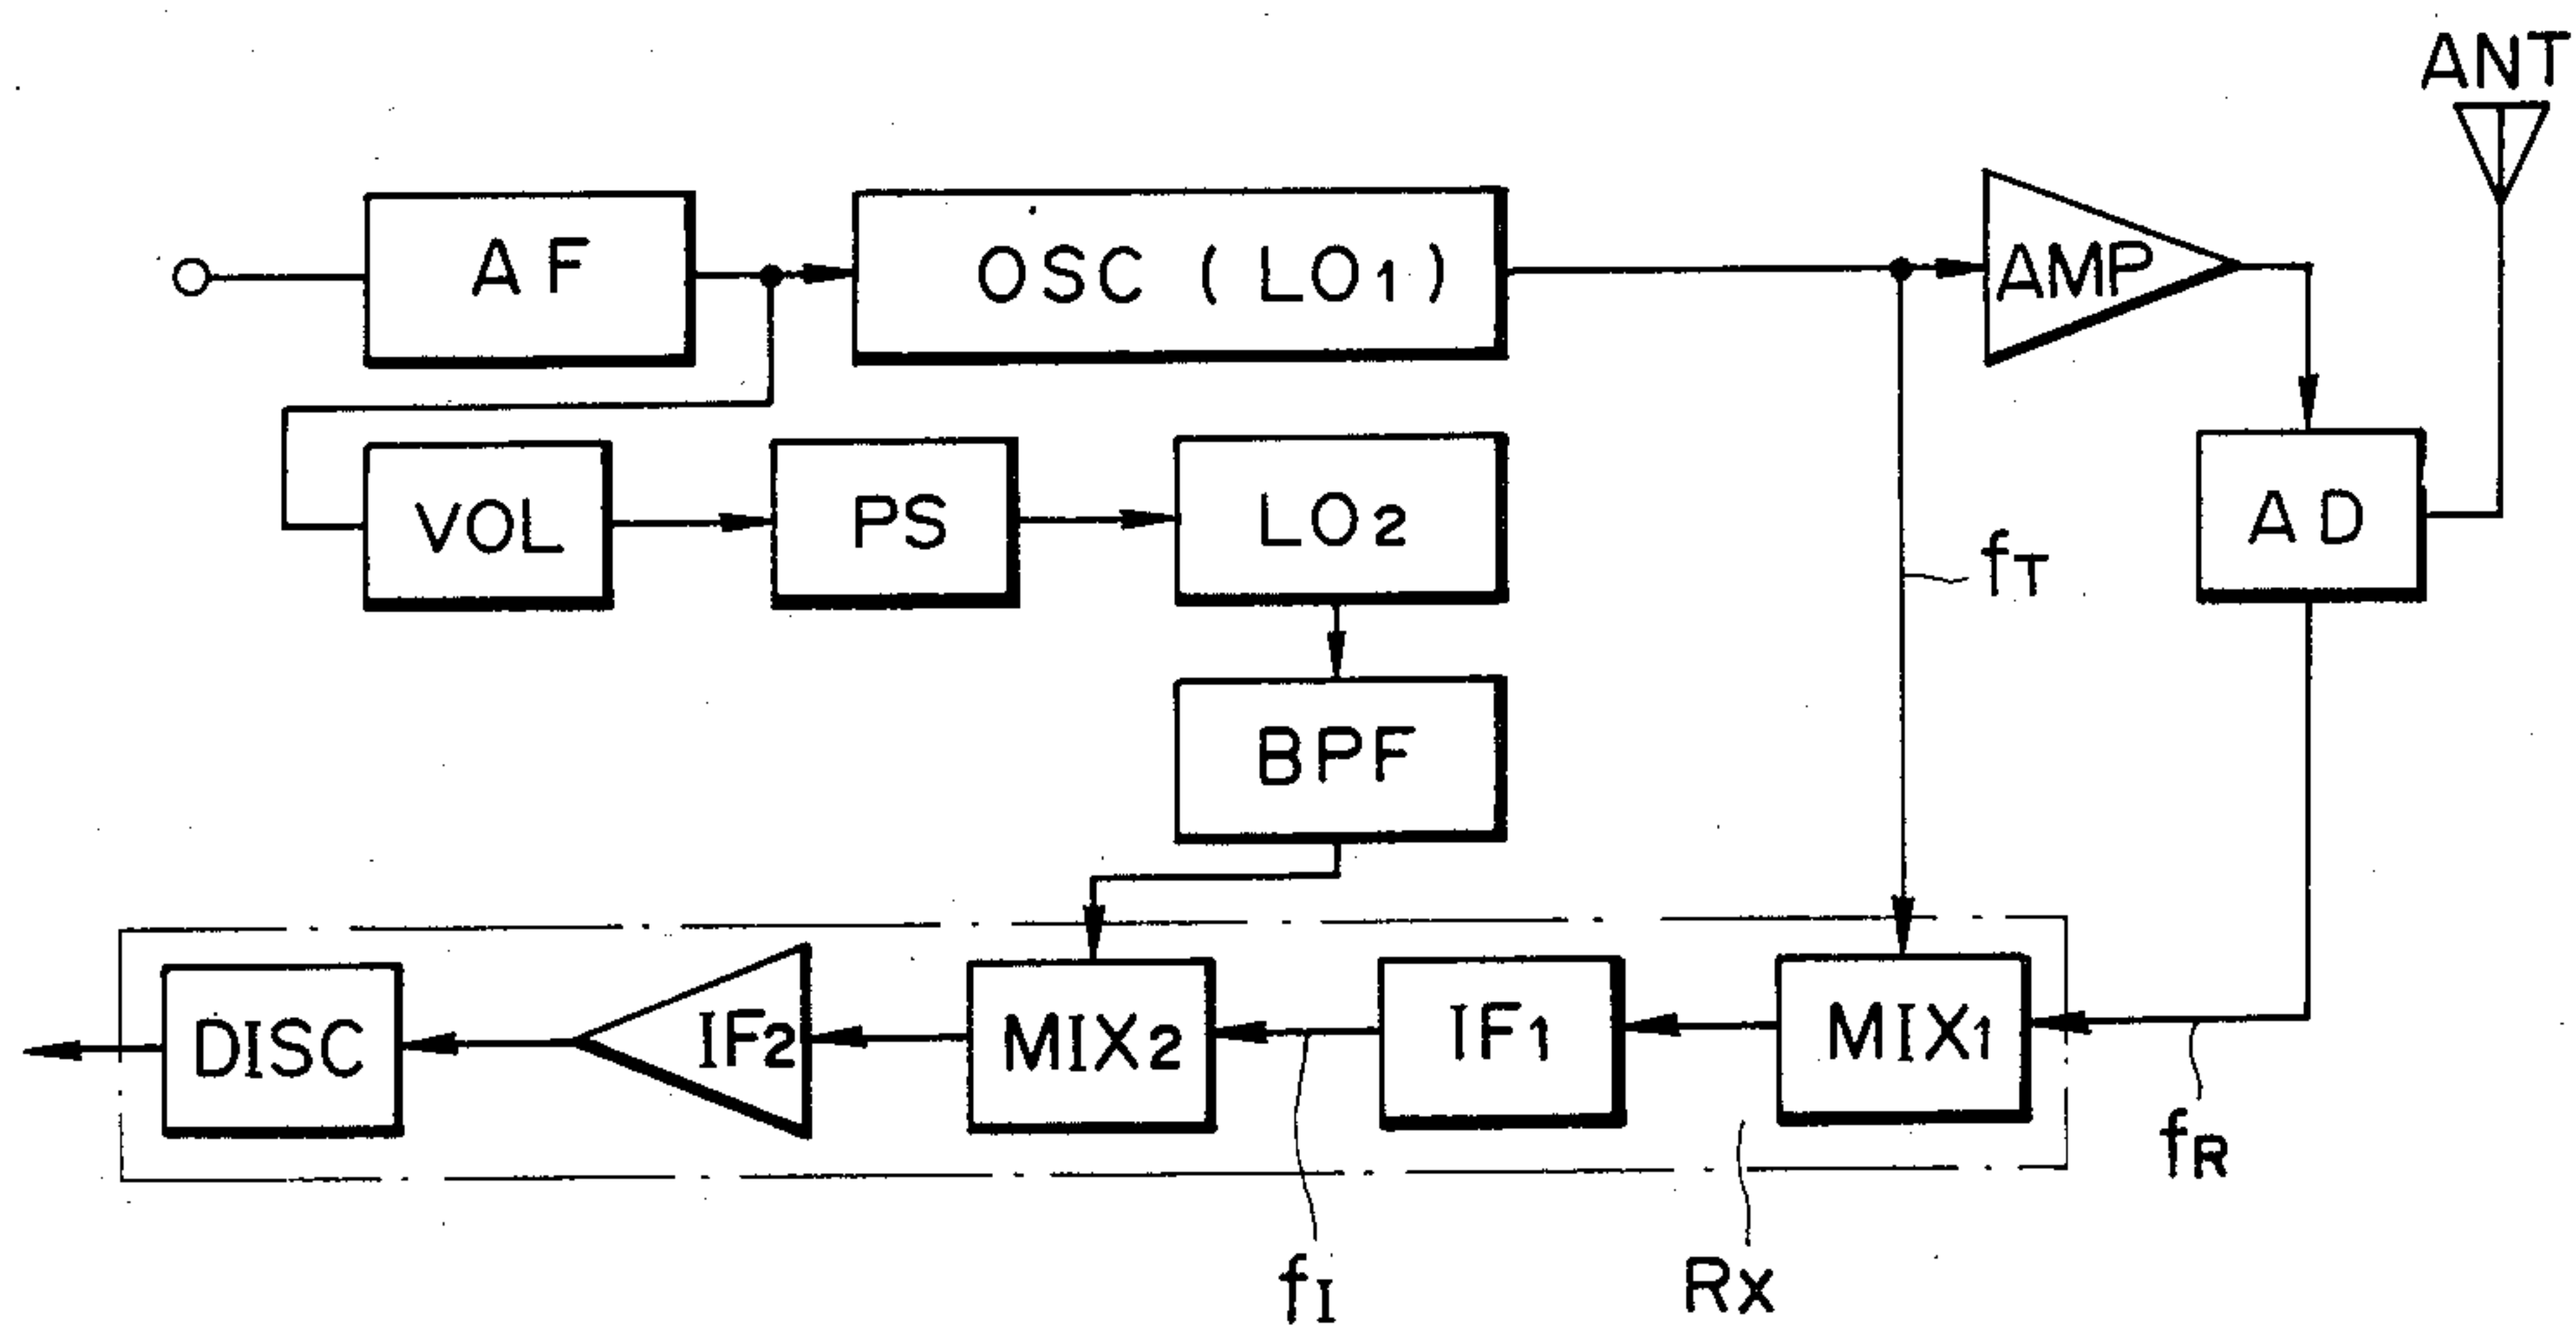 ANT
AF
OSC (LO1)
AMP
VOL
PS
LO2
AD
fT
BPF
DISC
IF2
MIX2
IF1
MIX1
fR
fI
Rx